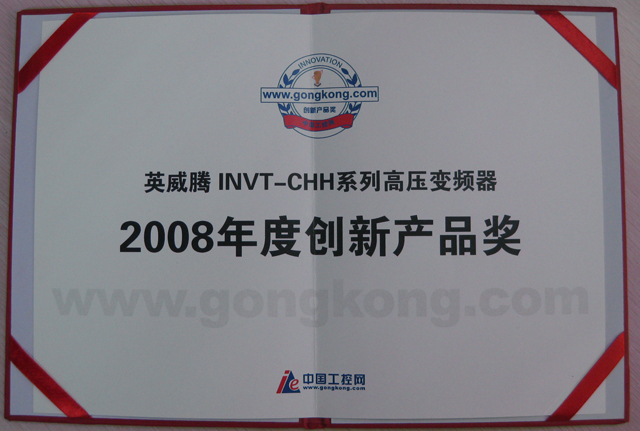 INNOVATION
www.gongkong.com
创新产品奖
英威腾 INVT-CHH系列高压变频器
2008年度创新产品奖
www.gongkong.com
中国工控网
www.gongkong.com